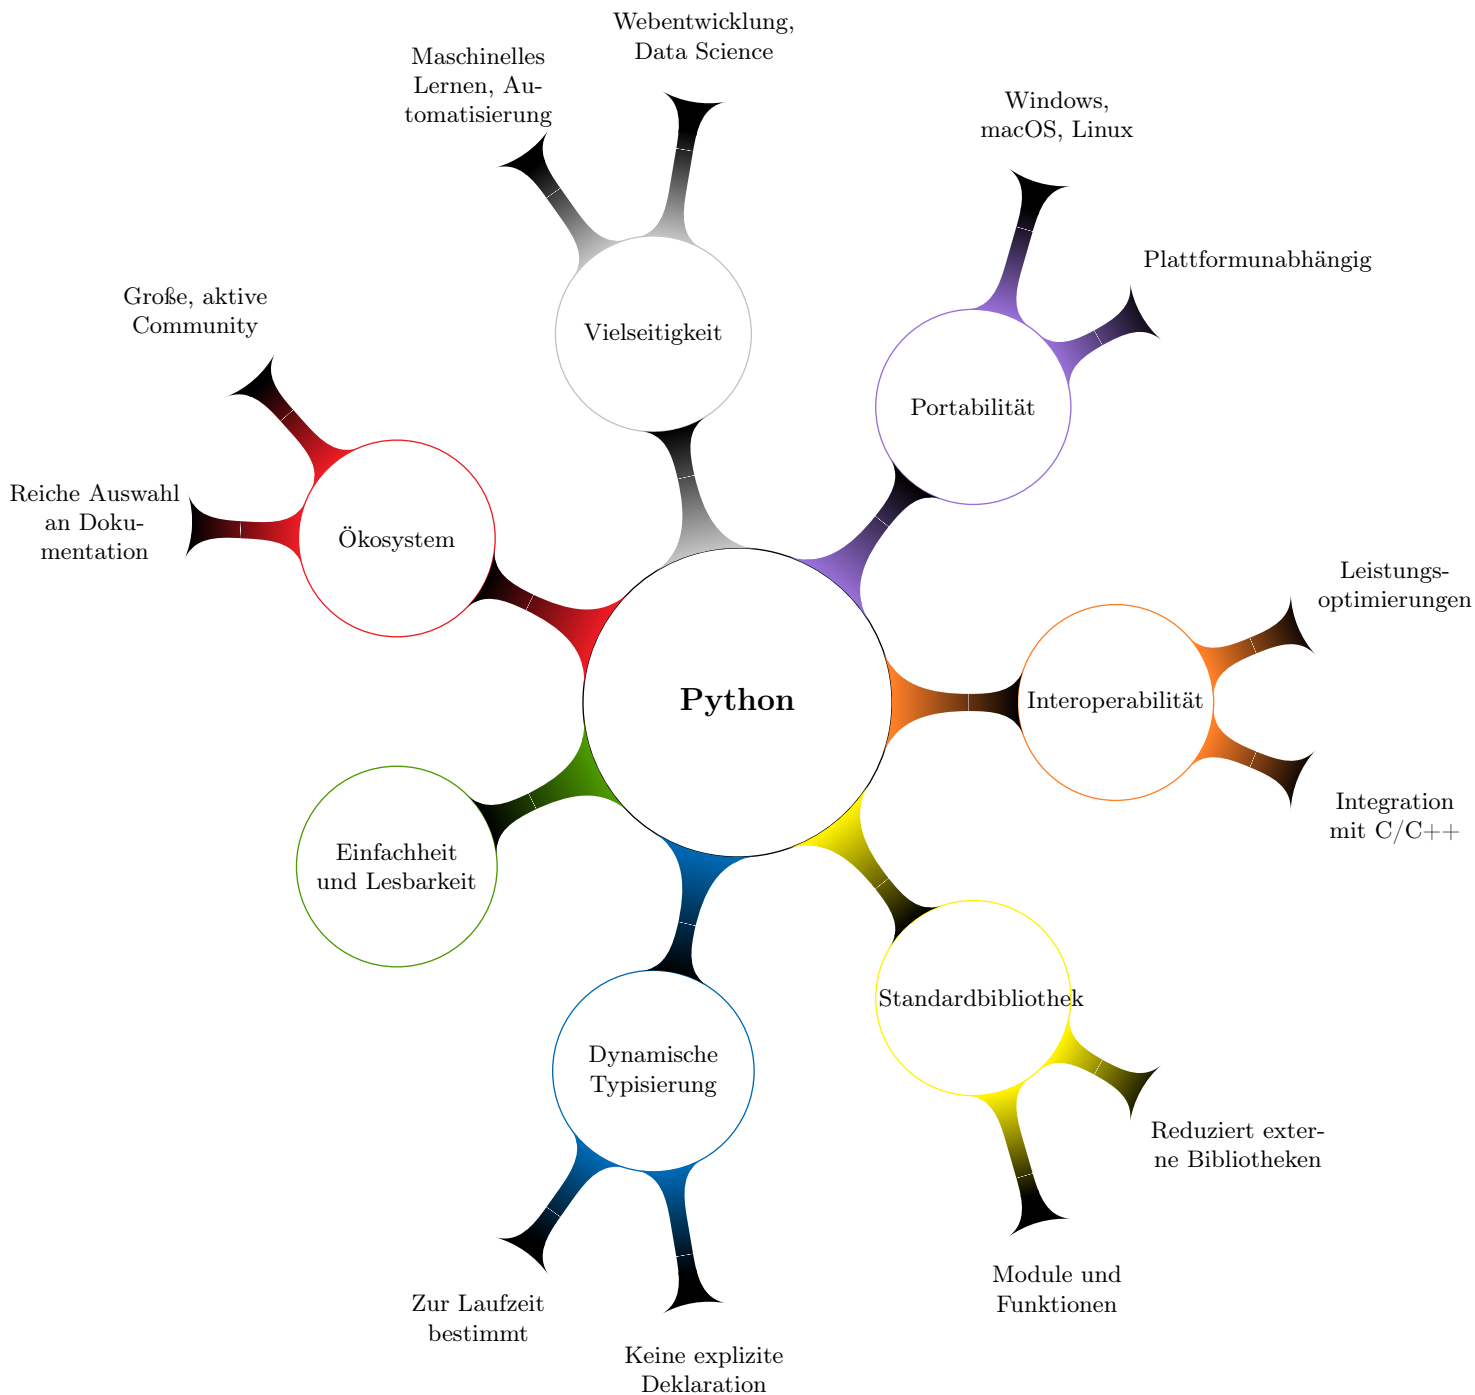 Webentwicklung,
Data Science
Maschinelles
Lernen, Au-
tomatisierung
Windows,
macOS, Linux
Plattformunabhängig
Große, aktive
Community
Vielseitigkeit
Portabilität
Reiche Auswahl
an Doku-
mentation
Ökosystem
Leistungs-
optimierungen
Python
Interoperabilität
Integration
mit C/C++
Einfachheit
und Lesbarkeit
Standardbibliothek
Dynamische
Typisierung
Reduziert exter-
ne Bibliotheken
Module und
Funktionen
Zur Laufzeit
bestimmt
Keine explizite
Deklaration